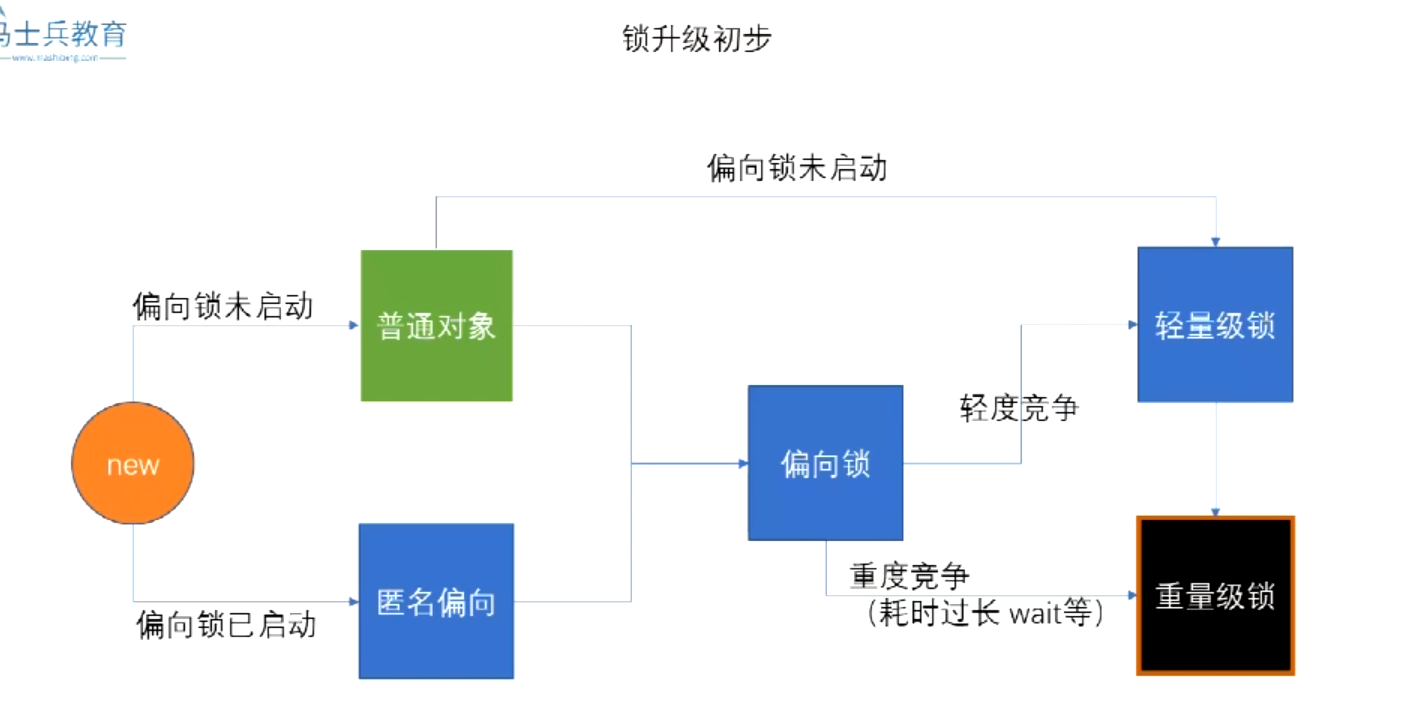 马士兵教育
www.mashibing.com
锁升级初步
偏向锁未启动
偏向锁未启动
普通对象
轻量级锁
轻度竞争
new
偏向锁
重度竞争
（耗时过长 wait等）
匿名偏向
重量级锁
偏向锁已启动